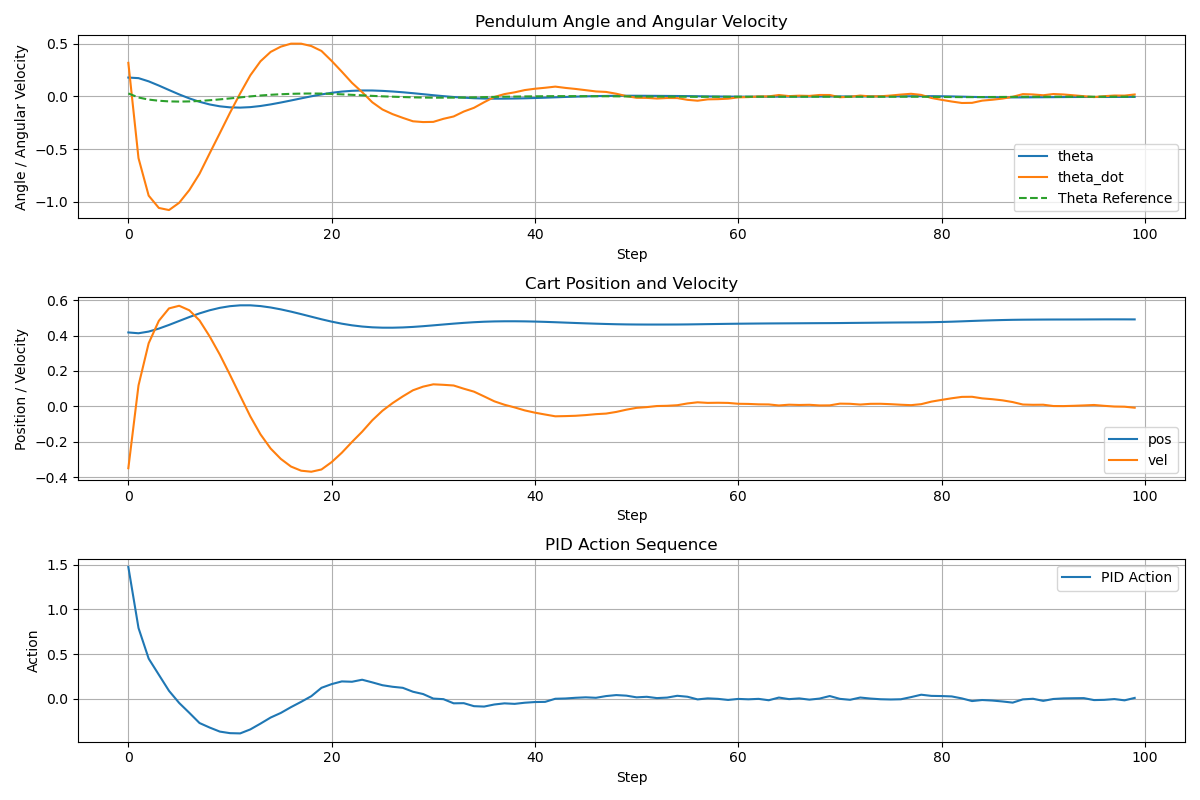 Pendulum Angle and Angular Velocity
Angle / Angular Velocity
0.5
0.0
−0.5
−1.0
theta
theta_dot
Theta Reference
0 20 40 60 80 100
Step
Cart Position and Velocity
Position / Velocity
0.6
0.4
0.2
0.0
−0.2
−0.4
pos
vel
0 20 40 60 80 100
Step
PID Action Sequence
Action
1.5
1.0
0.5
0.0
PID Action
0 20 40 60 80 100
Step